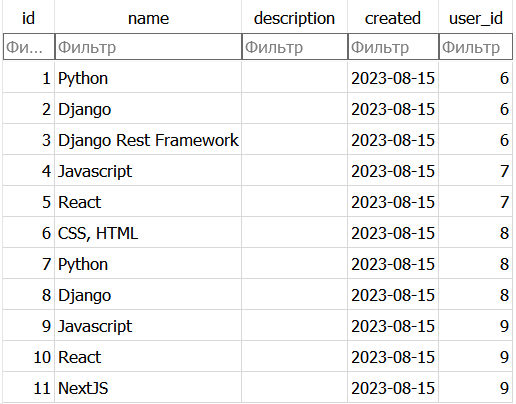 id name description created user_id
Фи... Фильтр Фильтр Фильтр Фильтр
1 Python 2023-08-15 6
2 Django 2023-08-15 6
3 Django Rest Framework 2023-08-15 6
4 Javascript 2023-08-15 7
5 React 2023-08-15 7
6 CSS, HTML 2023-08-15 8
7 Python 2023-08-15 8
8 Django 2023-08-15 8
9 Javascript 2023-08-15 9
10 React 2023-08-15 9
11 NextJS 2023-08-15 9